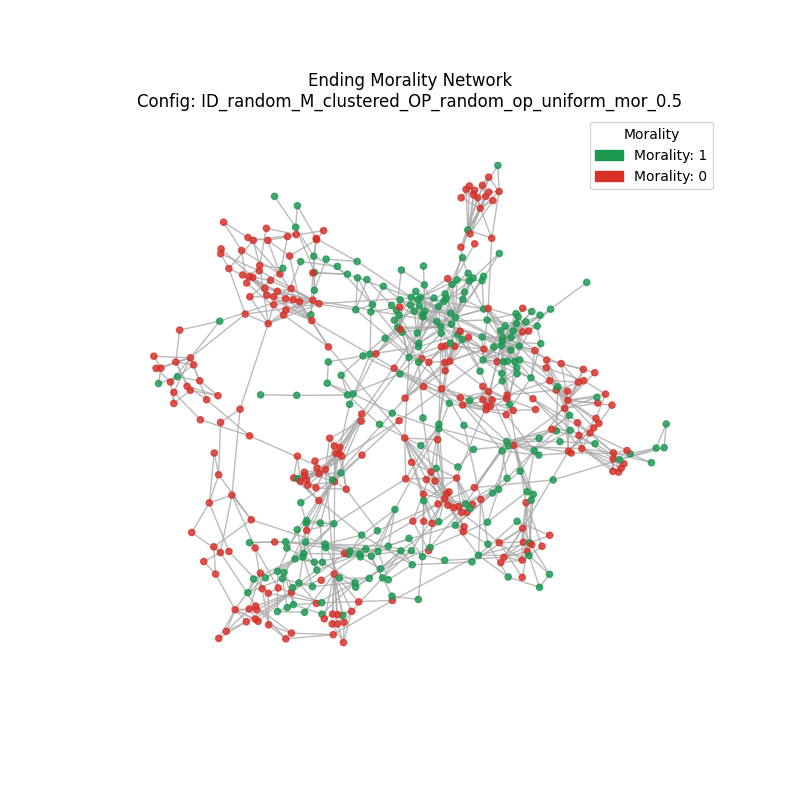 Ending Morality Network
Config: ID_random_M_clustered_OP_random_op_uniform_mor_0.5
Morality
Morality: 1
Morality: 0